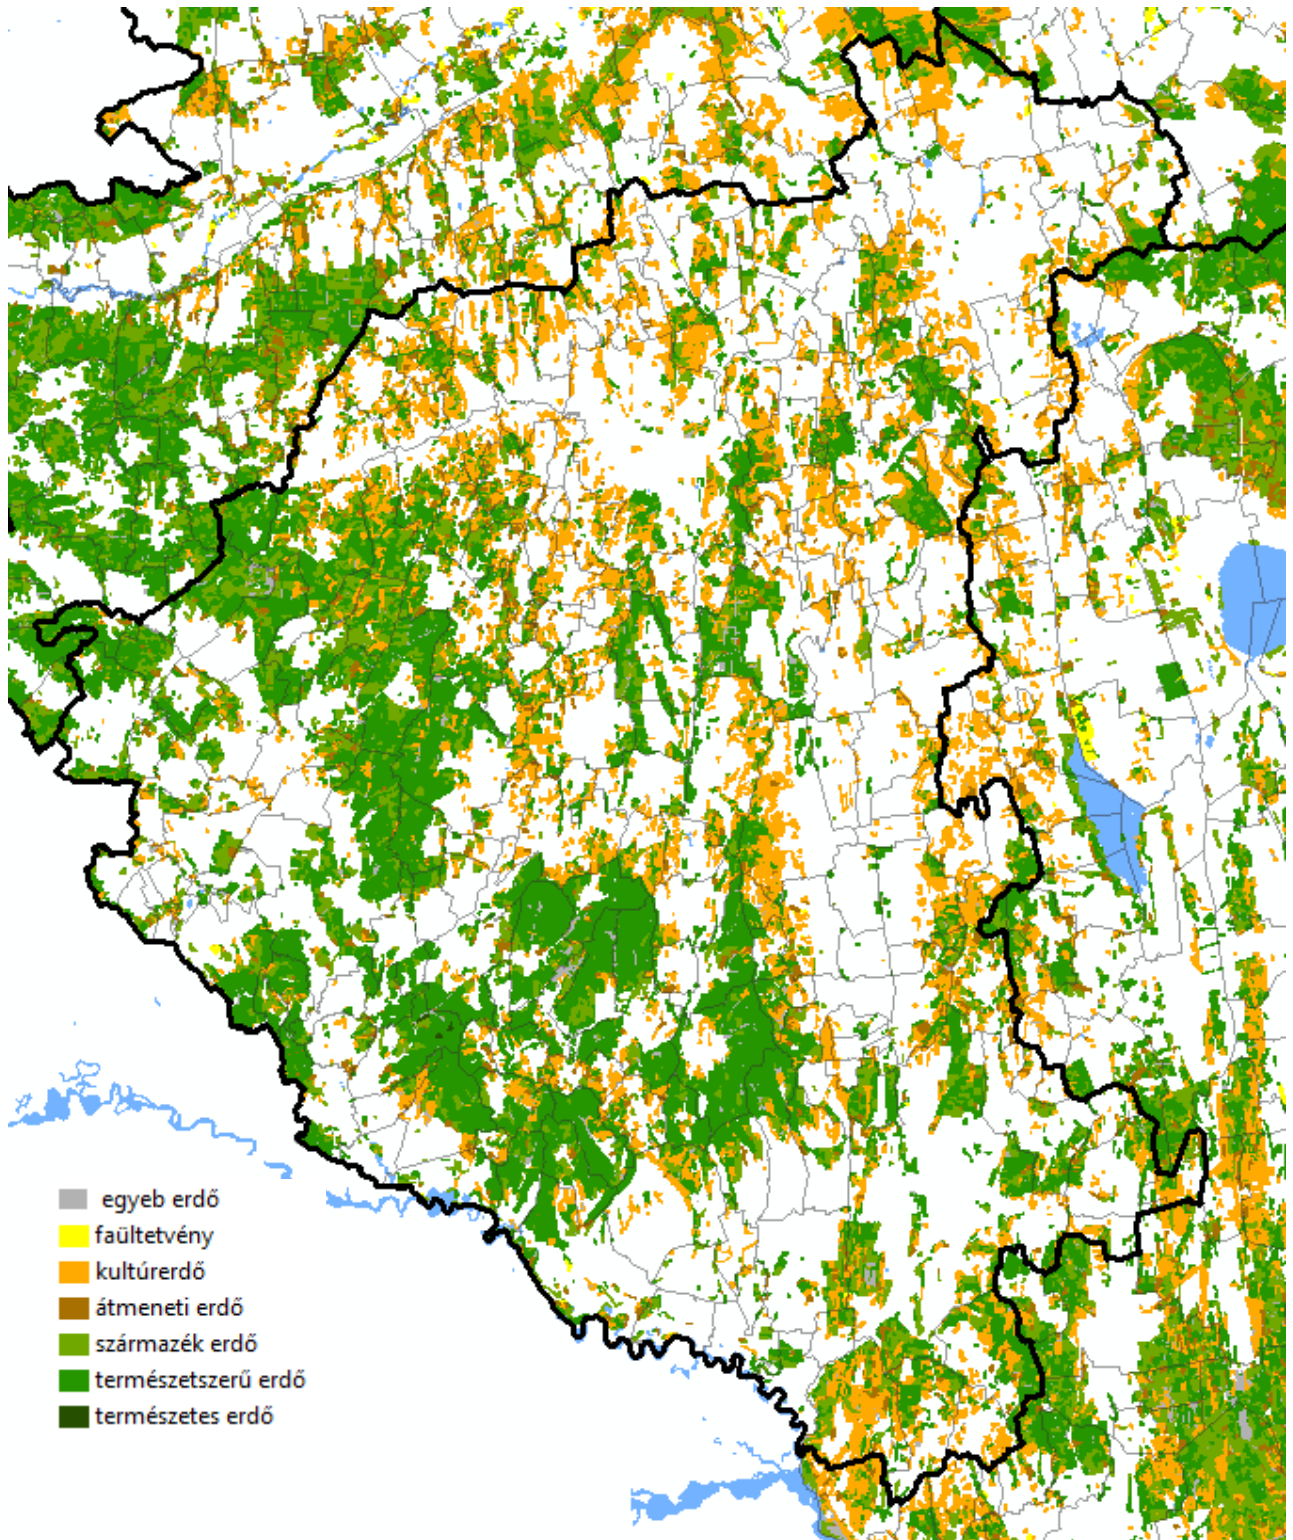 egyeb erdő
faültetvény
kultúrerdő
átmeneti erdő
származék erdő
természetszerű erdő
természetes erdő